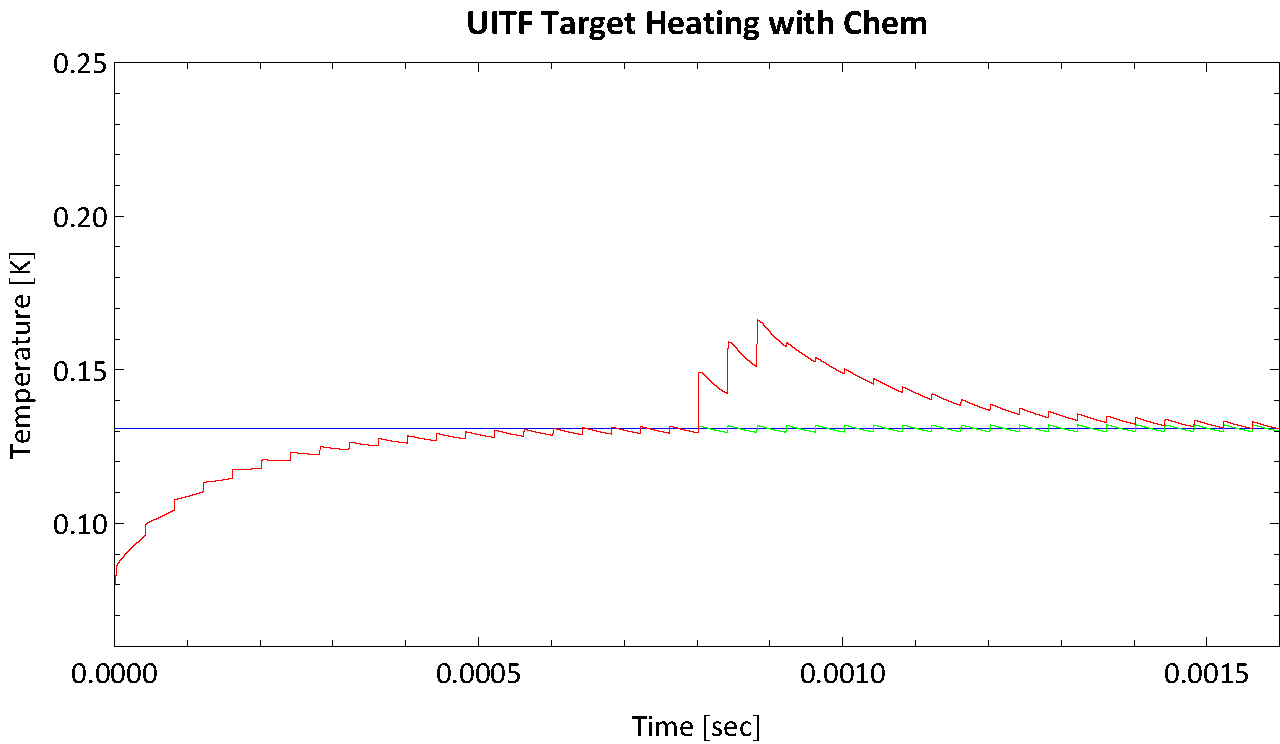 UITF Target Heating with Chem
0.25
0.20
0.15
0.10
Temperature [K]
0.0000 0.0005 0.0010 0.0015
Time [sec]